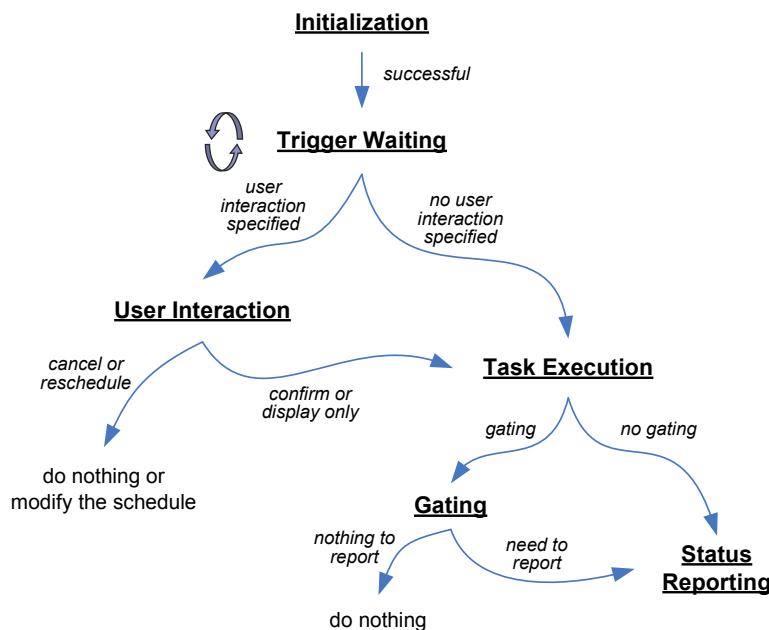 Initialization
successful
Trigger Waiting
user
interaction
specified
no user
interaction
specified
User Interaction
cancel or
reschedule
confirm or
display only
Task Execution
do nothing or
modify the schedule
gating
no gating
Gating
nothing to
report
need to
report
Status
Reporting
do nothing